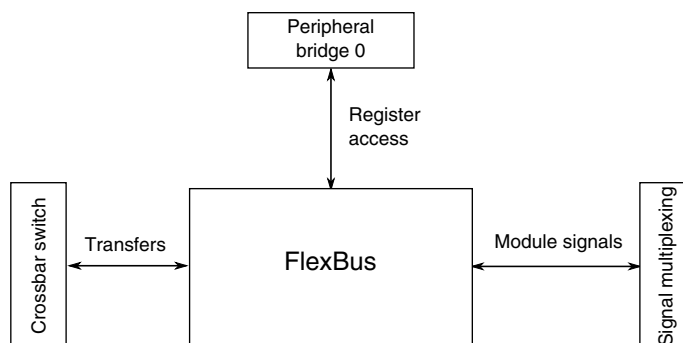 Peripheral
bridge 0
Register
access
Crossbar switch
Transfers
FlexBus
Module signals
Signal multiplexing